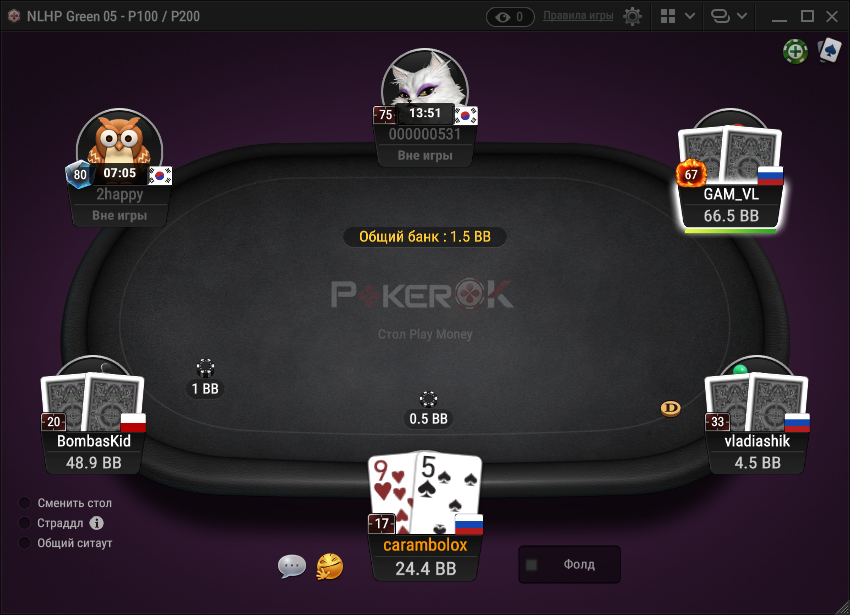 NLHP Green 05 - P100 / P200
0
Правила игры
75
13:51
000000531
Вне игры
80
07:05
2happy
Вне игры
67
GAM_VL
66.5 BB
Общий банк : 1.5 BB
POKEROK
Стол Play Money
1 BB
0.5 BB
D
20
BombasKid
48.9 BB
33
vladiashik
4.5 BB
9
5
17
carambolox
24.4 BB
Сменить стол
Страддл i
Общий ситаут
Фолд